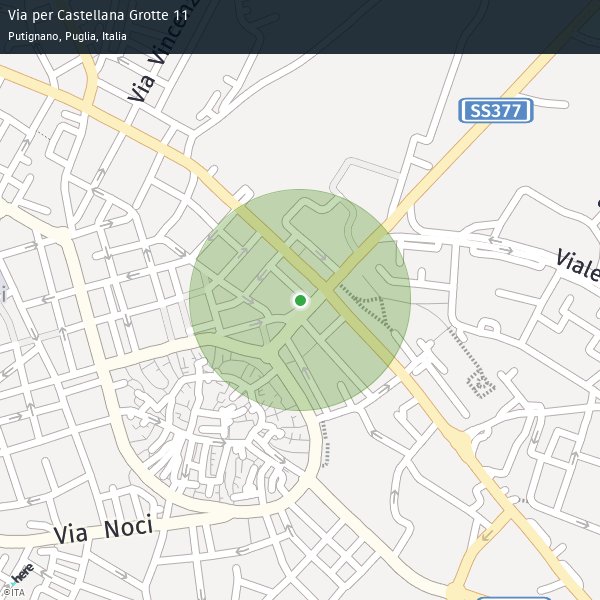 Via per Castellana Grotte 11
Putignano, Puglia, Italia
Via Vincenz
SS377
Viale
Via Noci
here
©ITA